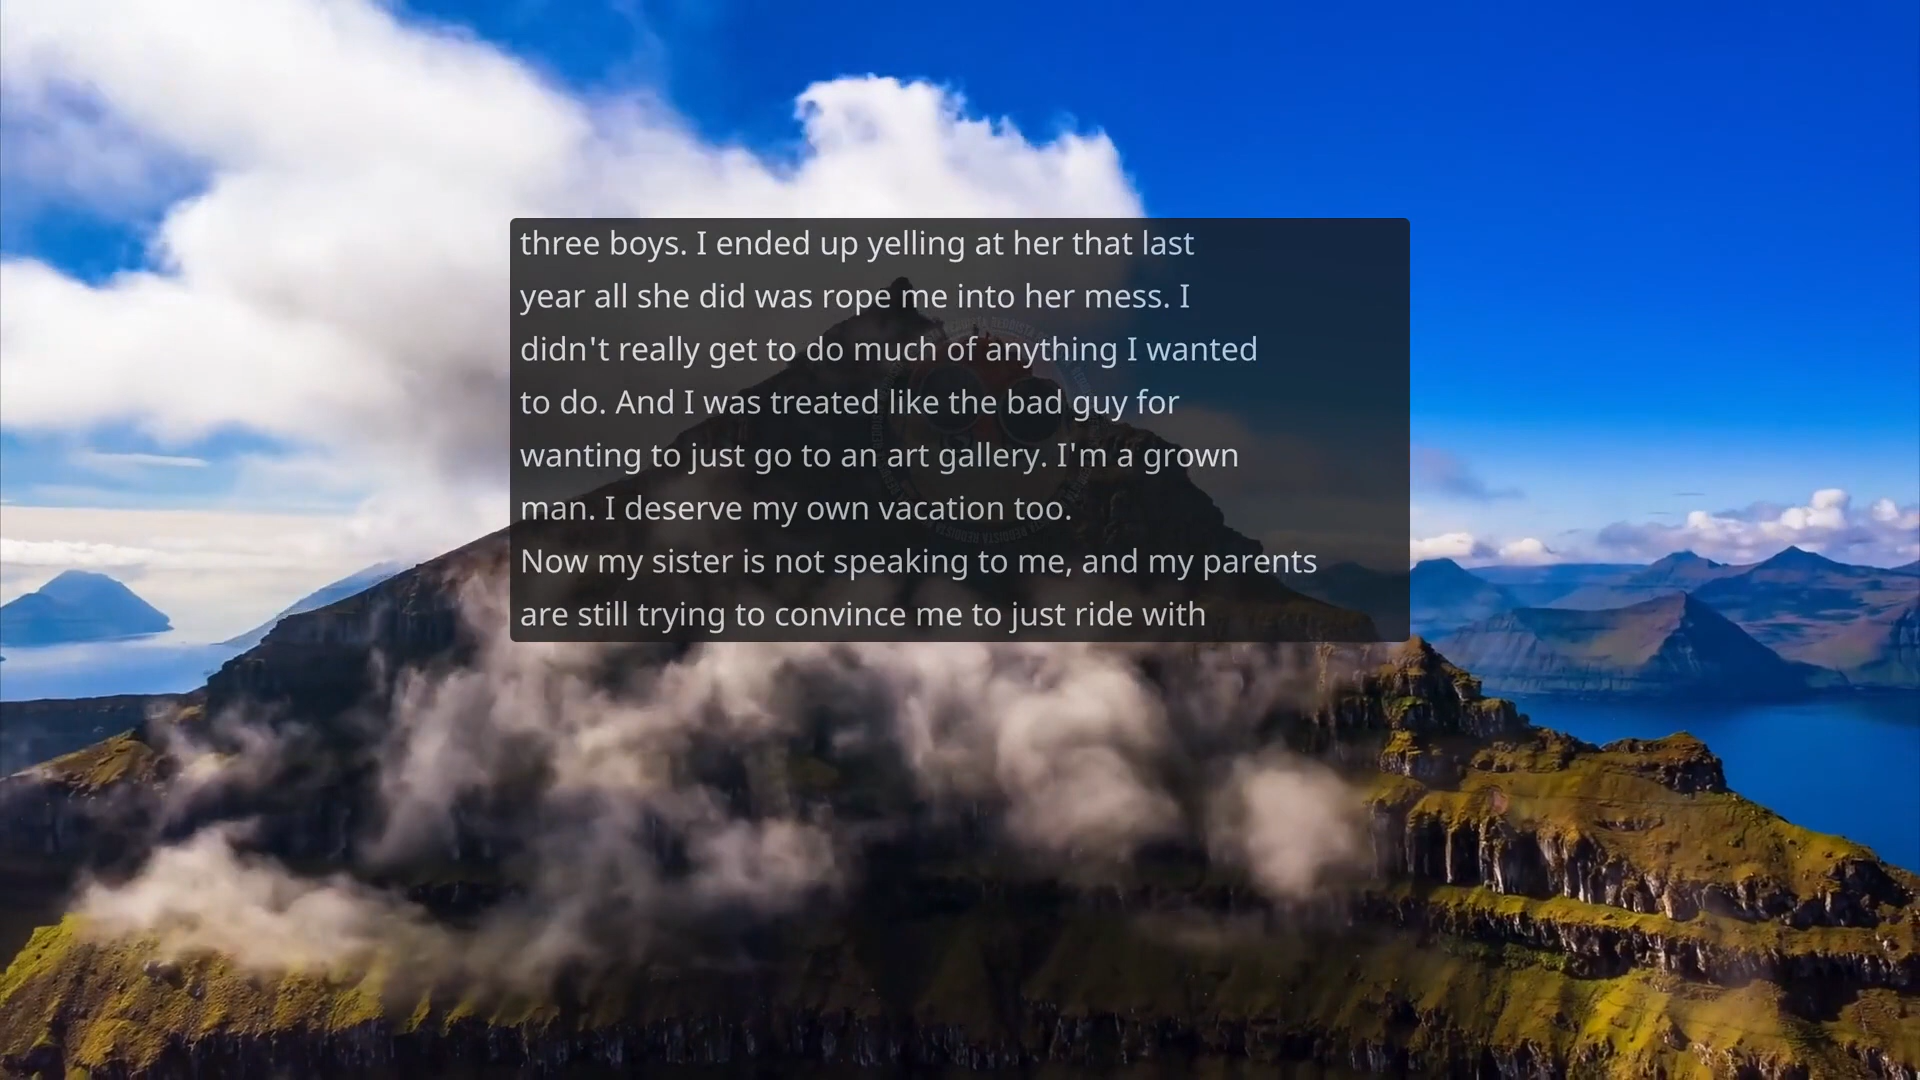 three boys. I ended up yelling at her that last
year all she did was rope me into her mess. I
didn't really get to do much of anything I wanted
to do. And I was treated like the bad guy for
wanting to just go to an art gallery. I'm a grown
man. I deserve my own vacation too.
Now my sister is not speaking to me, and my parents
are still trying to convince me to just ride with